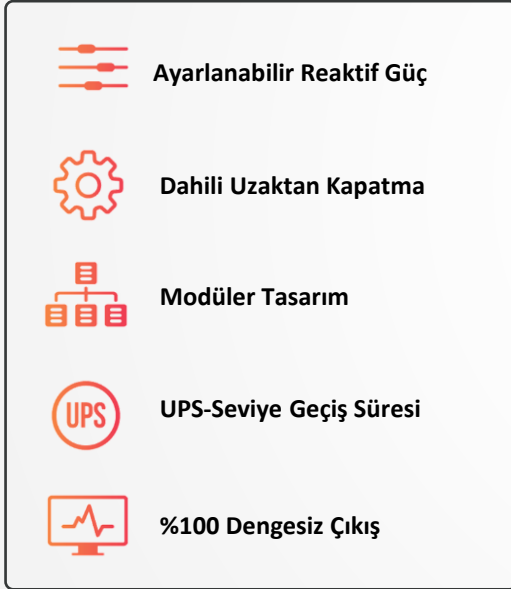 Ayarlanabilir Reaktif Güç
Dahili Uzaktan Kapatma
Modüler Tasarım
UPS
UPS-Seviye Geçiş Süresi
%100 Dengesiz Çıkış